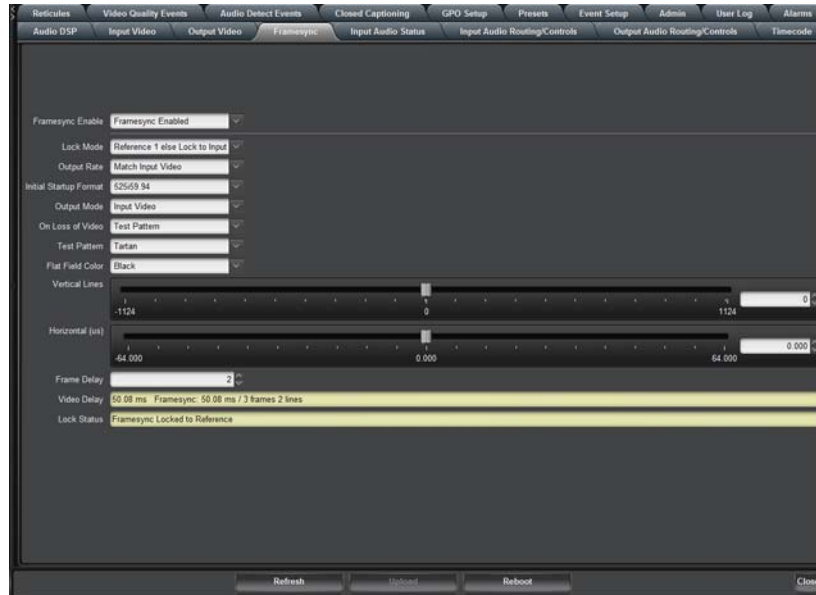 Reticules Video Quality Events Audio Detect Events Closed Captioning GPO Setup Presets Event Setup Admin User Log Alarms
Audio DSP Input Video Output Video Framesync Input Audio Status Input Audio Routing/Controls Output Audio Routing/Controls Timecode
Framesync Enable Framesync Enabled
Lock Mode Reference 1 else Lock to Input
Output Rate Match Input Video
Initial Startup Format 525i59.94
Output Mode Input Video
On Loss of Video Test Pattern
Test Pattern Tartan
Flat Field Color Black
Vertical Lines
0
-1124 0 1124
Horizontal (us)
0.000
-64.000 0.000 64.000
Frame Delay 2
Video Delay 50.08 ms Framesync: 50.08 ms / 3 frames 2 lines
Lock Status Framesync Locked to Reference
Refresh Upload Reboot Close